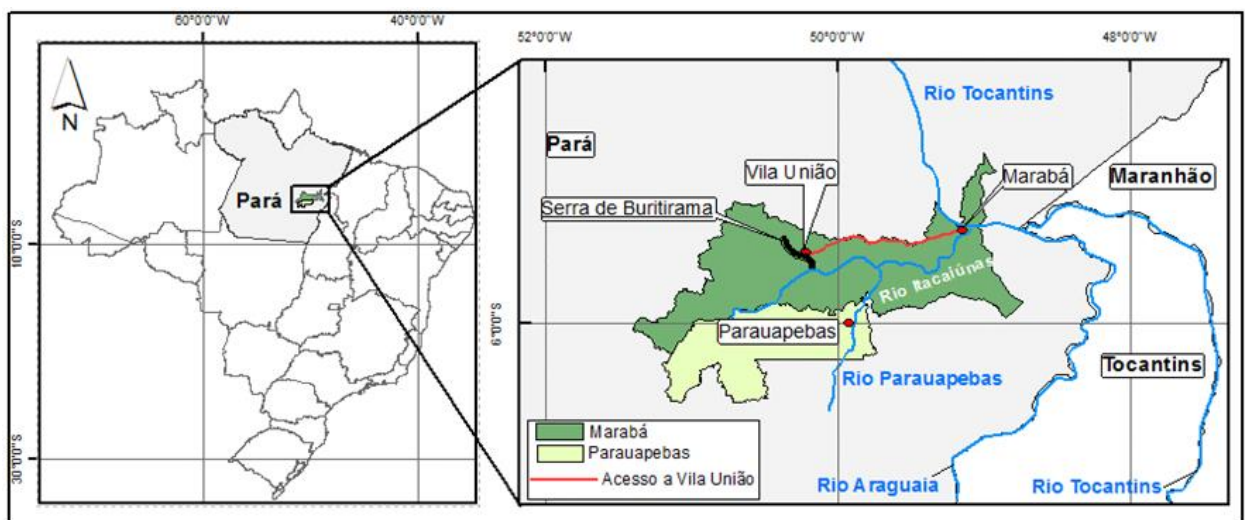 60°0'0"W
40°0'0"W
10°0'0"S
30°0'0"S
N
Pará
52°0'0"W
50°0'0"W
48°0'0"W
6°0'0"S
Rio Tocantins
Pará
Vila União
Marabá
Maranhão
Serra de Buritirama
Rio Itacaiúnas
Parauapebas
Tocantins
Rio Parauapebas
Marabá
Parauapebas
Acesso a Vila União
Rio Araguaia
Rio Tocantins